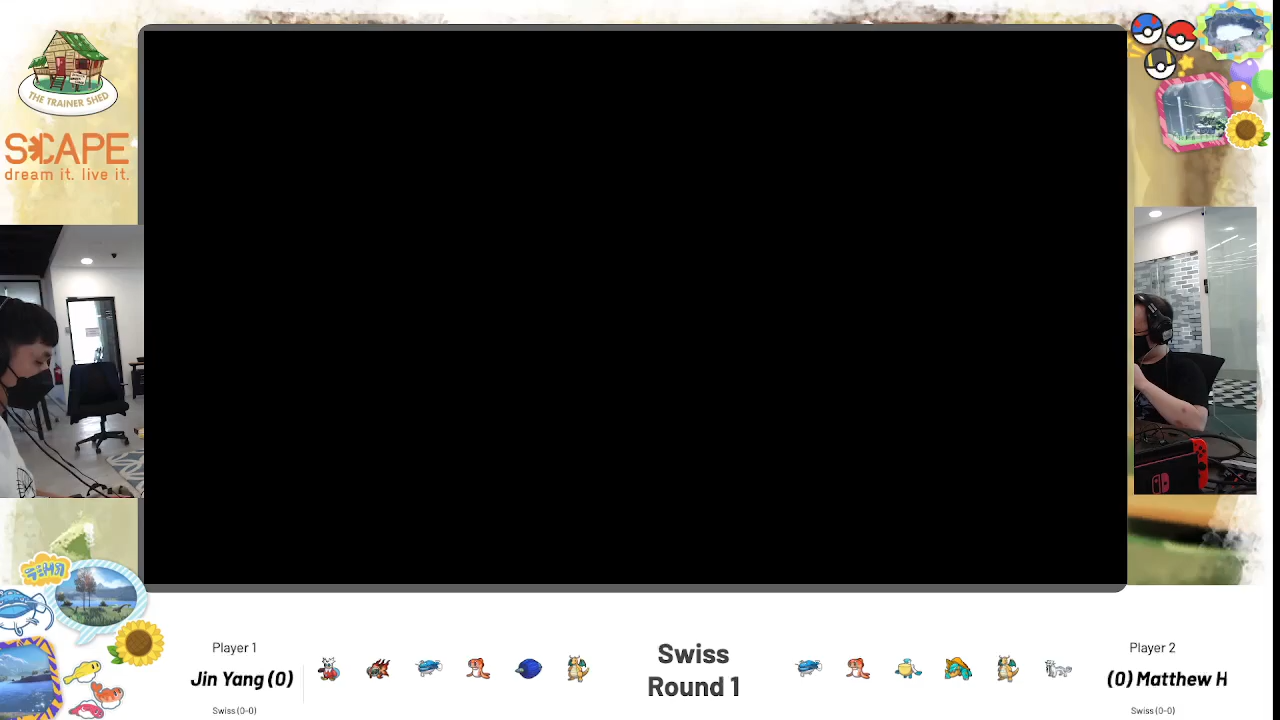 THE TRAINER SHED
SCAPE
dream it. live it.
Player 1
Jin Yang (0)
Swiss (0-0)
Swiss
Round 1
Player 2
(0) Matthew H
Swiss (0-0)